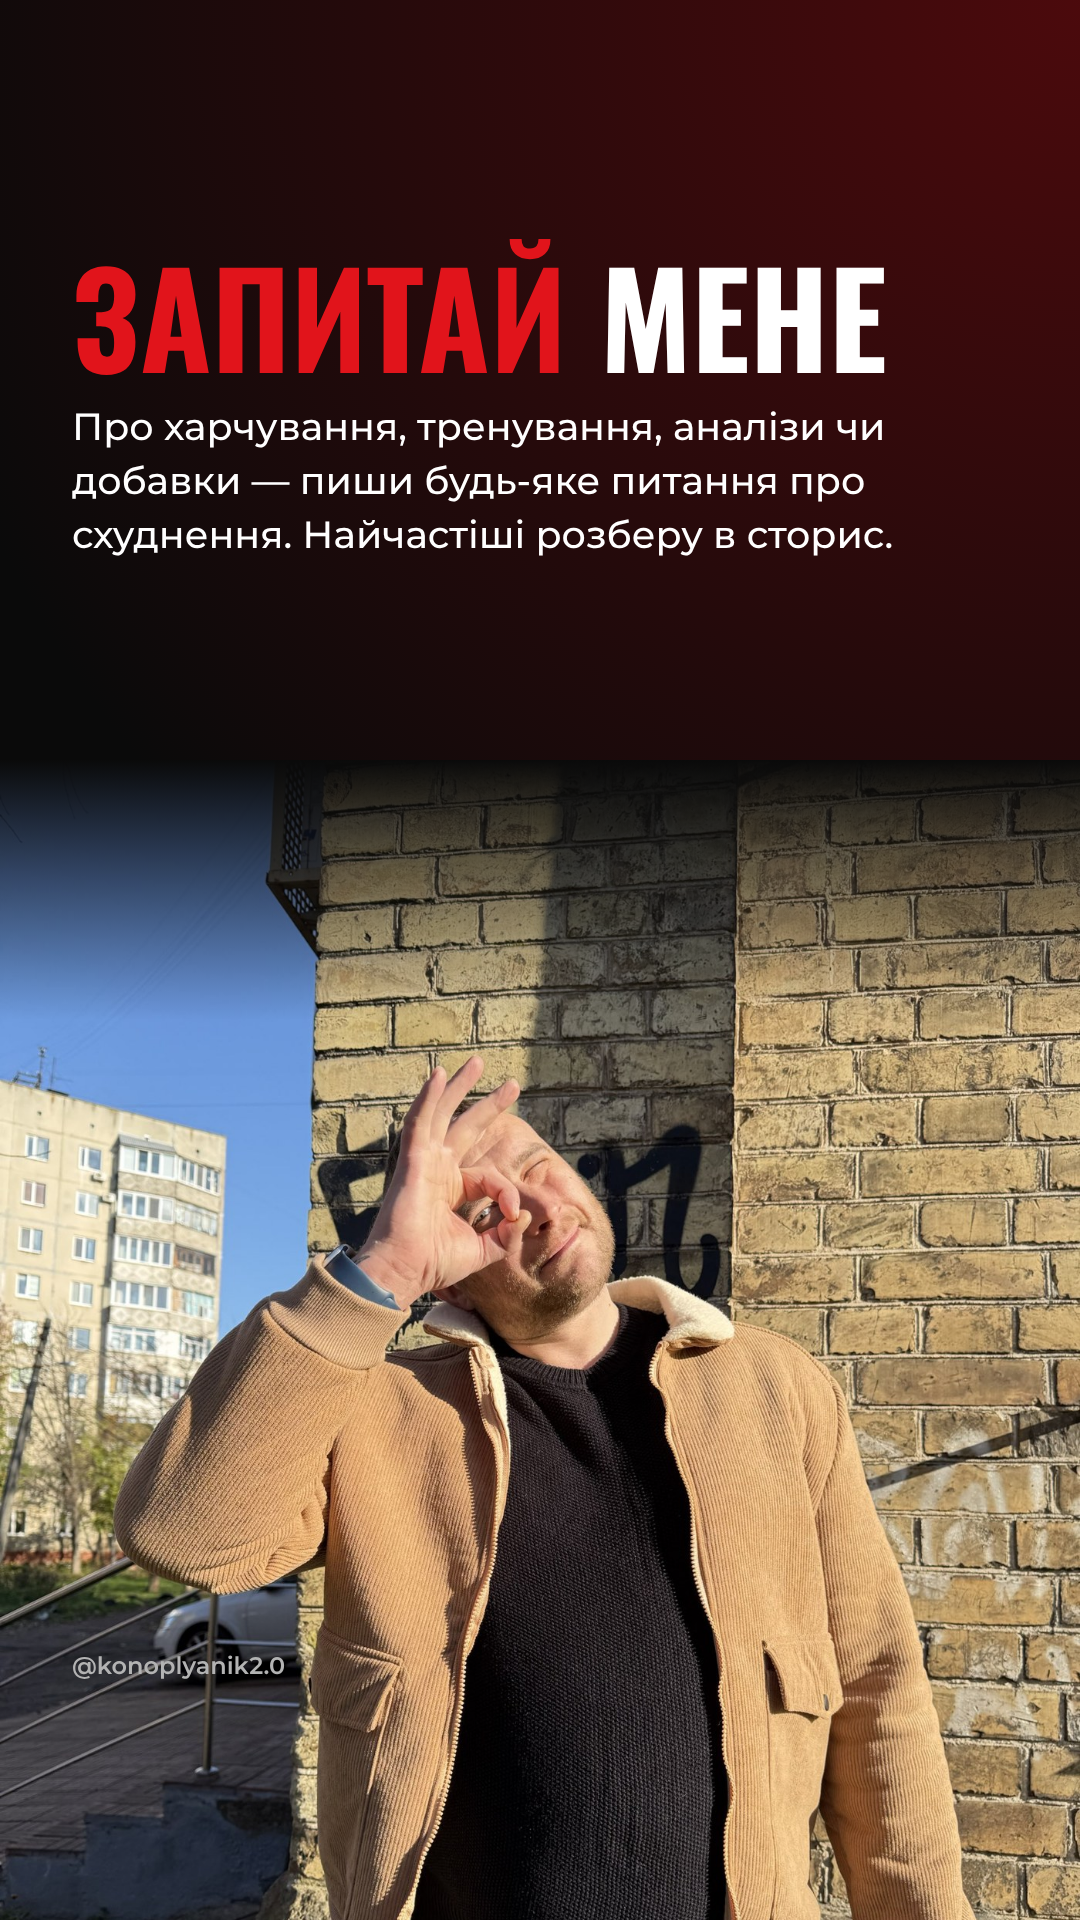 ЗАПИТАЙ МЕНЕ
Про харчування, тренування, аналізи чи
добавки — пиши будь-яке питання про
схуднення. Найчастіші розберу в сторис.
@konoplyanik2.0